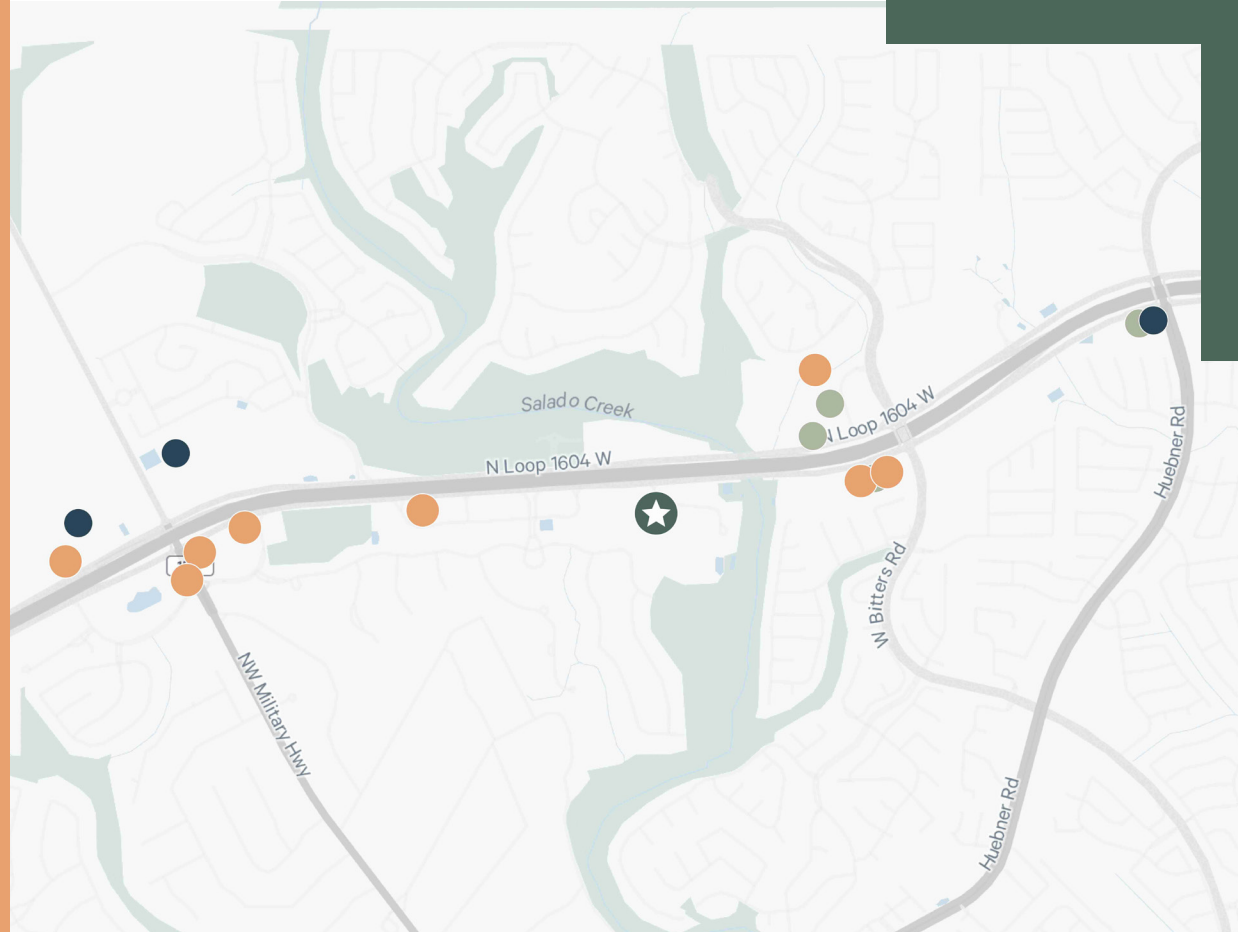 Salado Creek
N Loop 1604 W
N Loop 1604 W
Huebner Rd
W Bitters Rd
NW Military Hwy
Huebner Rd